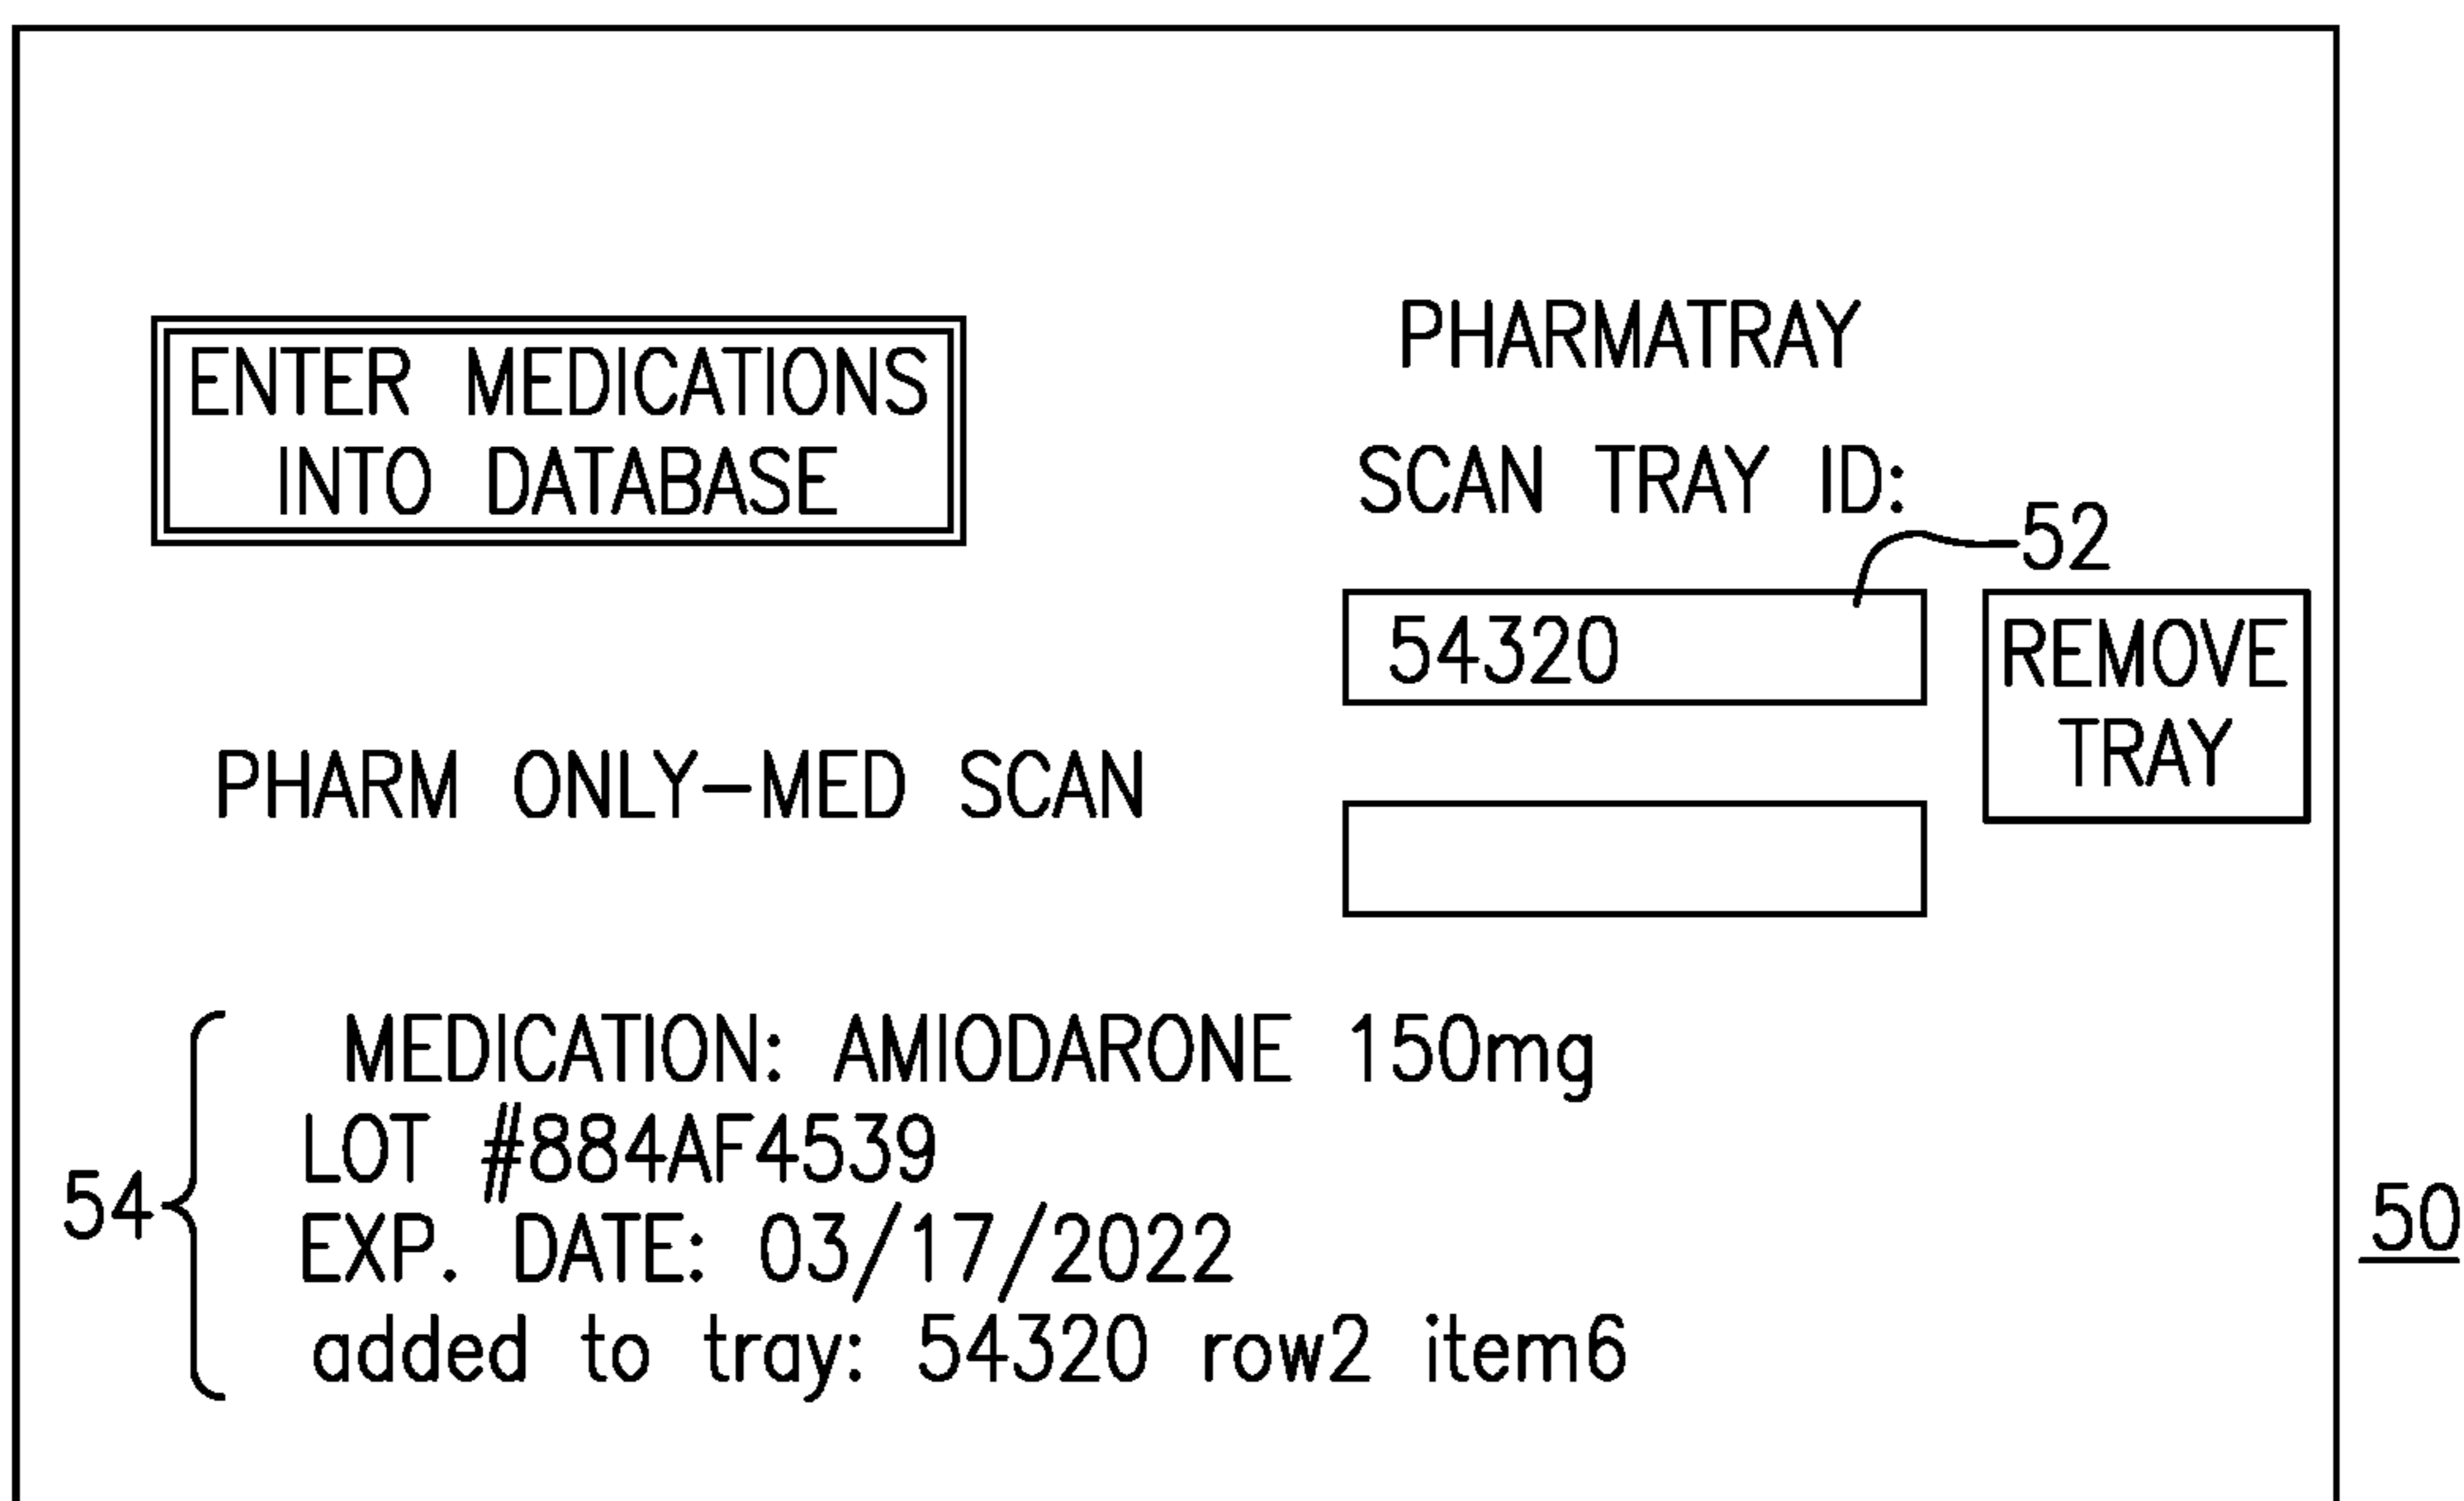 ENTER MEDICATIONS
INTO DATABASE
PHARMATRAY
SCAN TRAY ID:
52
54320
REMOVE
TRAY
PHARM ONLY-MED SCAN
54
MEDICATION: AMIODARONE 150mg
LOT #884AF4539
EXP. DATE: 03/17/2022
added to tray: 54320 row2 item6
50